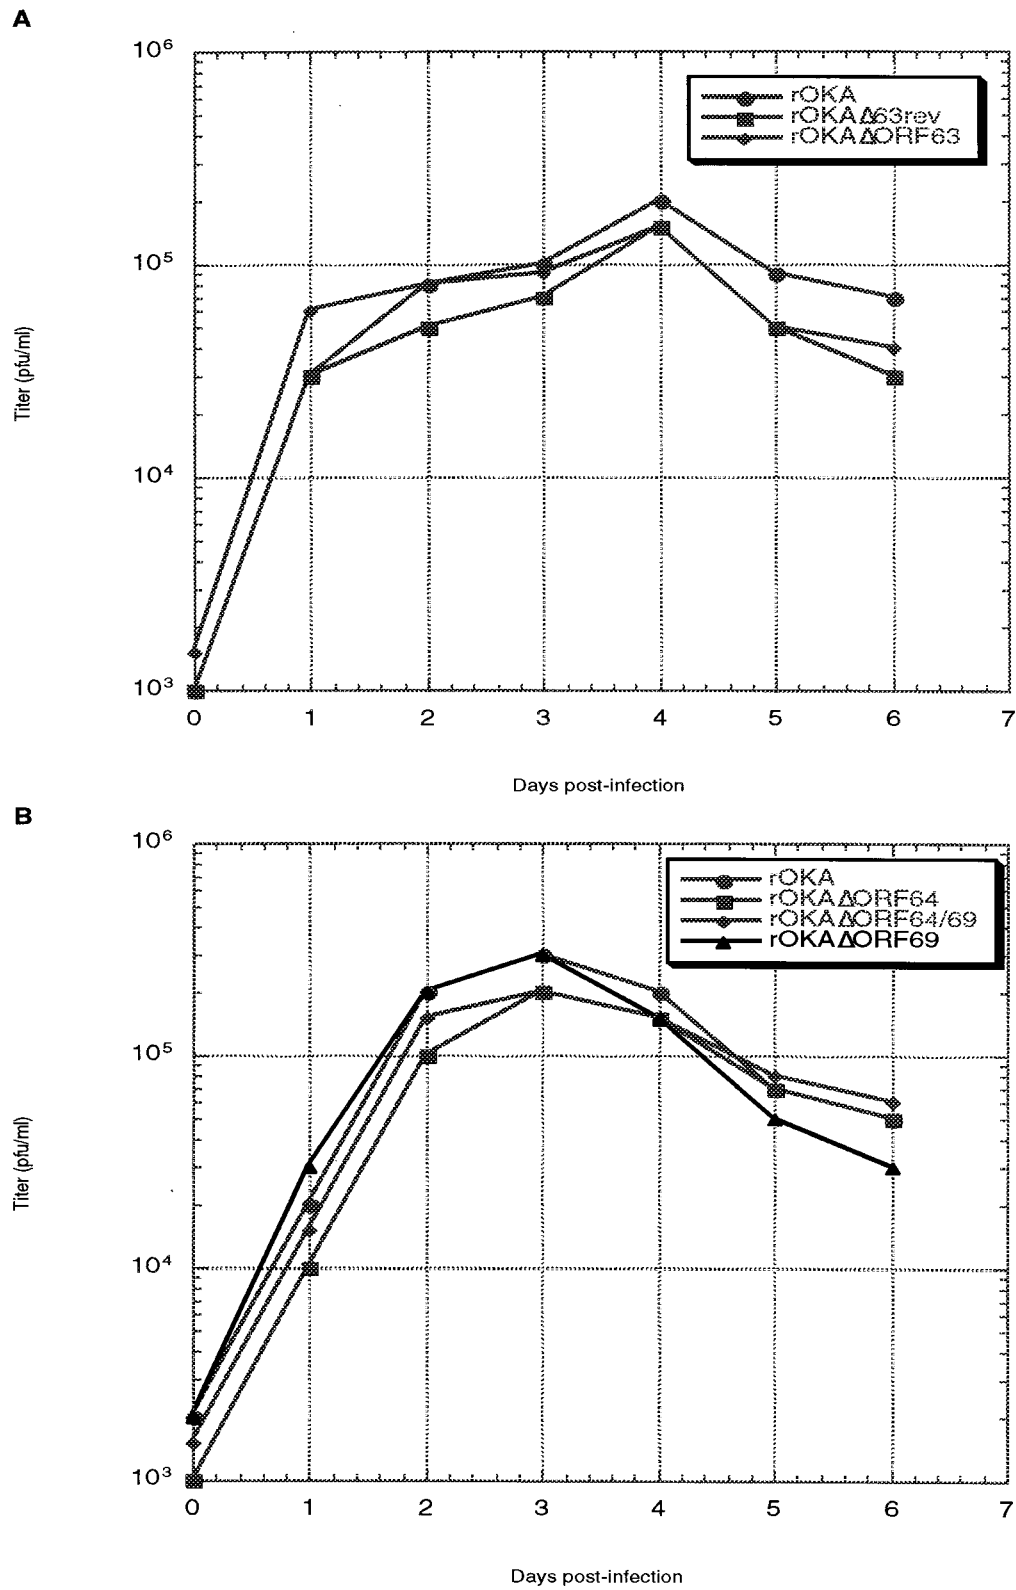 A
10⁶
rOKA
rOKAΔ63rev
rOKAΔORF63
10⁵
Titer (pfu/ml)
10⁴
10³
0 1 2 3 4 5 6 7
Days post-infection
B
10⁶
rOKA
rOKAΔORF64
rOKAΔORF64/69
rOKAΔORF69
10⁵
Titer (pfu/ml)
10⁴
10³
0 1 2 3 4 5 6 7
Days post-infection